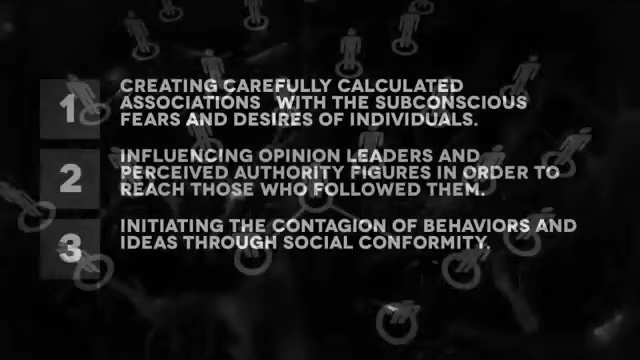 1
CREATING CAREFULLY CALCULATED
ASSOCIATIONS WITH THE SUBCONSCIOUS
FEARS AND DESIRES OF INDIVIDUALS.
2
INFLUENCING OPINION LEADERS AND
PERCEIVED AUTHORITY FIGURES IN ORDER TO
REACH THOSE WHO FOLLOWED THEM.
3
INITIATING THE CONTAGION OF BEHAVIORS AND
IDEAS THROUGH SOCIAL CONFORMITY.